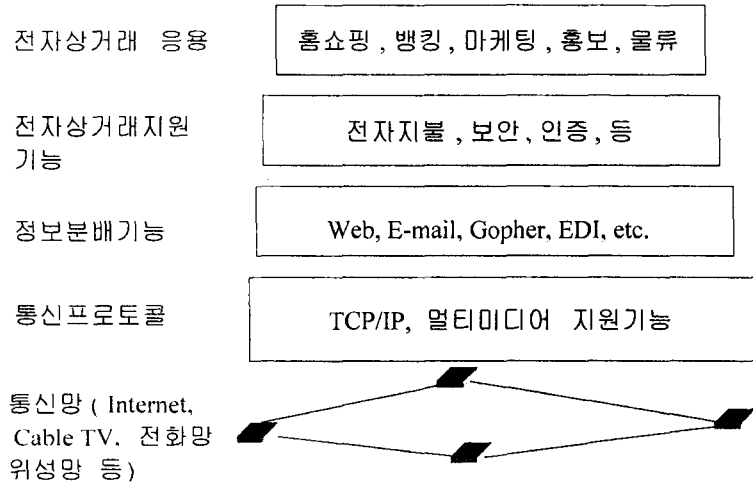 전자상거래 응용
홈쇼핑, 뱅킹, 마케팅, 홍보, 물류
전자상거래지원
기능
전자지불, 보안, 인증, 등
정보분배기능
Web, E-mail, Gopher, EDI, etc.
통신프로토콜
TCP/IP, 멀티미디어 지원기능
통신망 ( Internet,
Cable TV. 전화망
위성망 등)